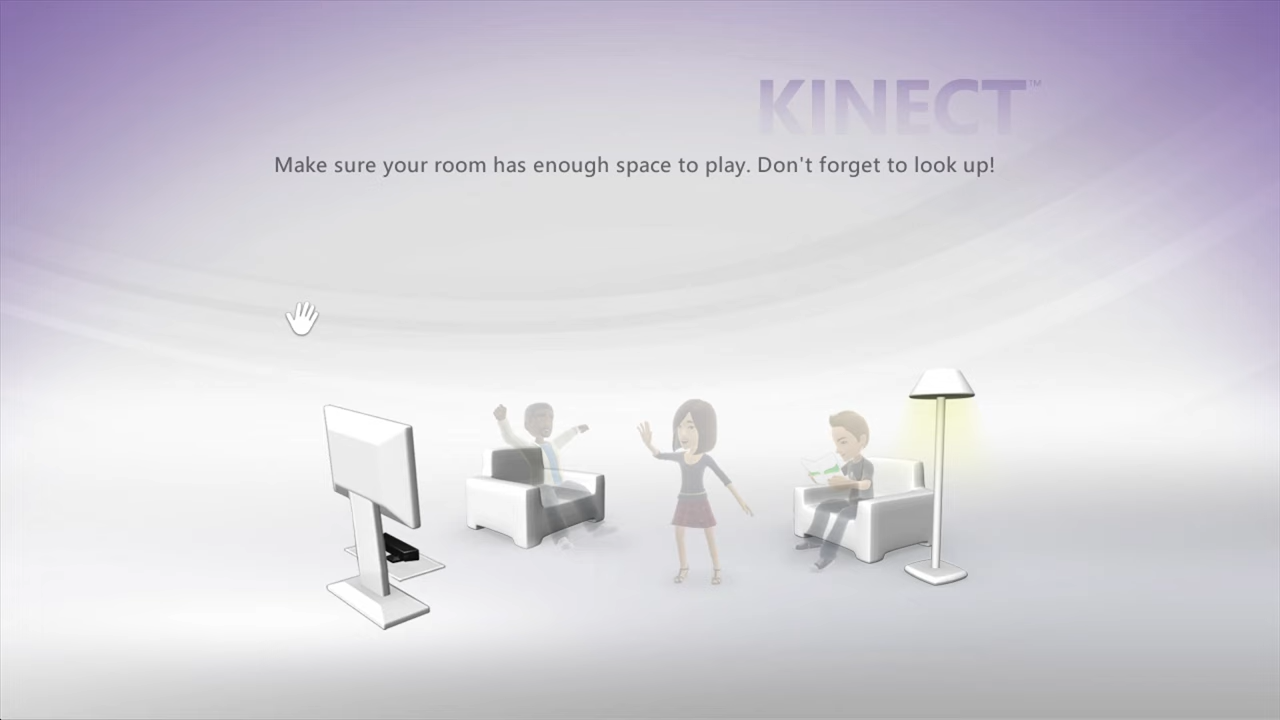 KINECT™
Make sure your room has enough space to play. Don't forget to look up!